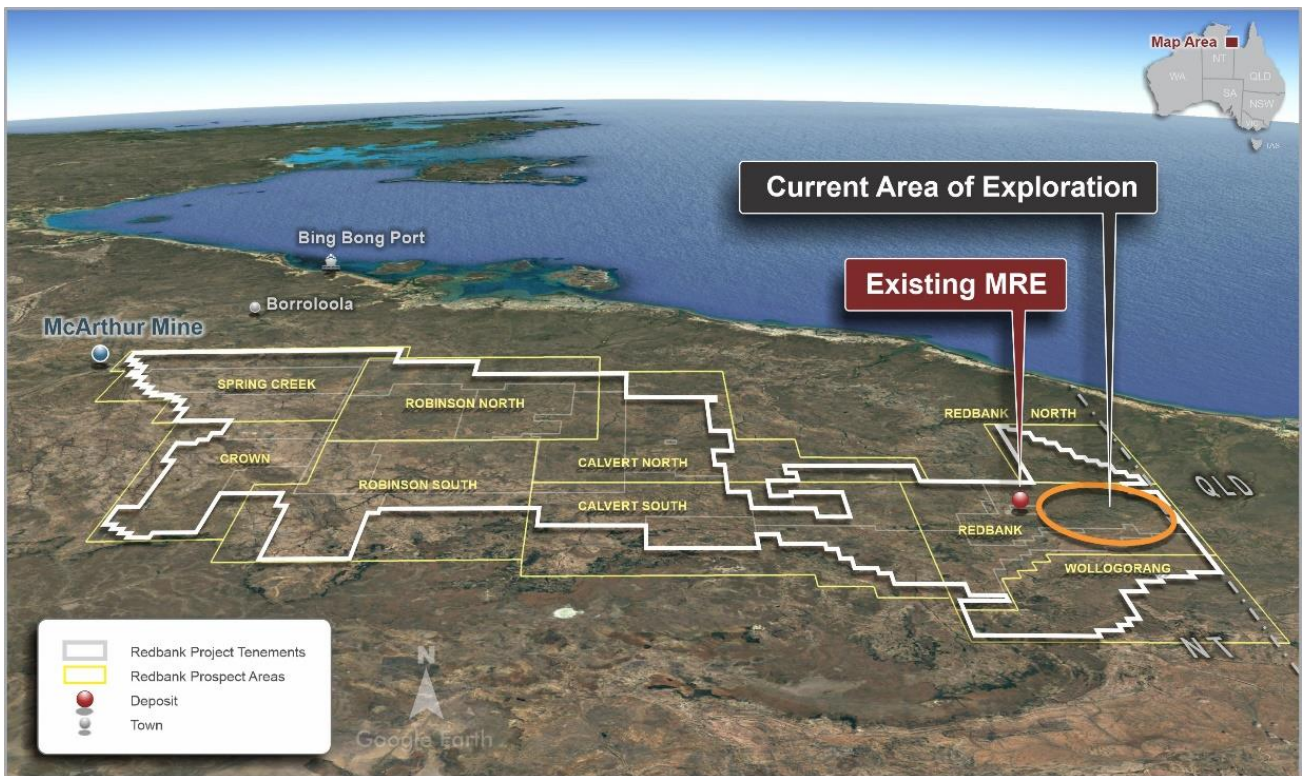 Map Area
NT
WA
QLD
SA
NSW
TAS
Current Area of Exploration
Existing MRE
Bing Bong Port
Borroloola
McArthur Mine
SPRING CREEK
ROBINSON NORTH
REDBANK NORTH
CROWN
CALVERT NORTH
ROBINSON SOUTH
CALVERT SOUTH
QLD
REDBANK
WOLLOGORANG
NT
Redbank Project Tenements
Redbank Prospect Areas
Deposit
Town
N
Google Earth